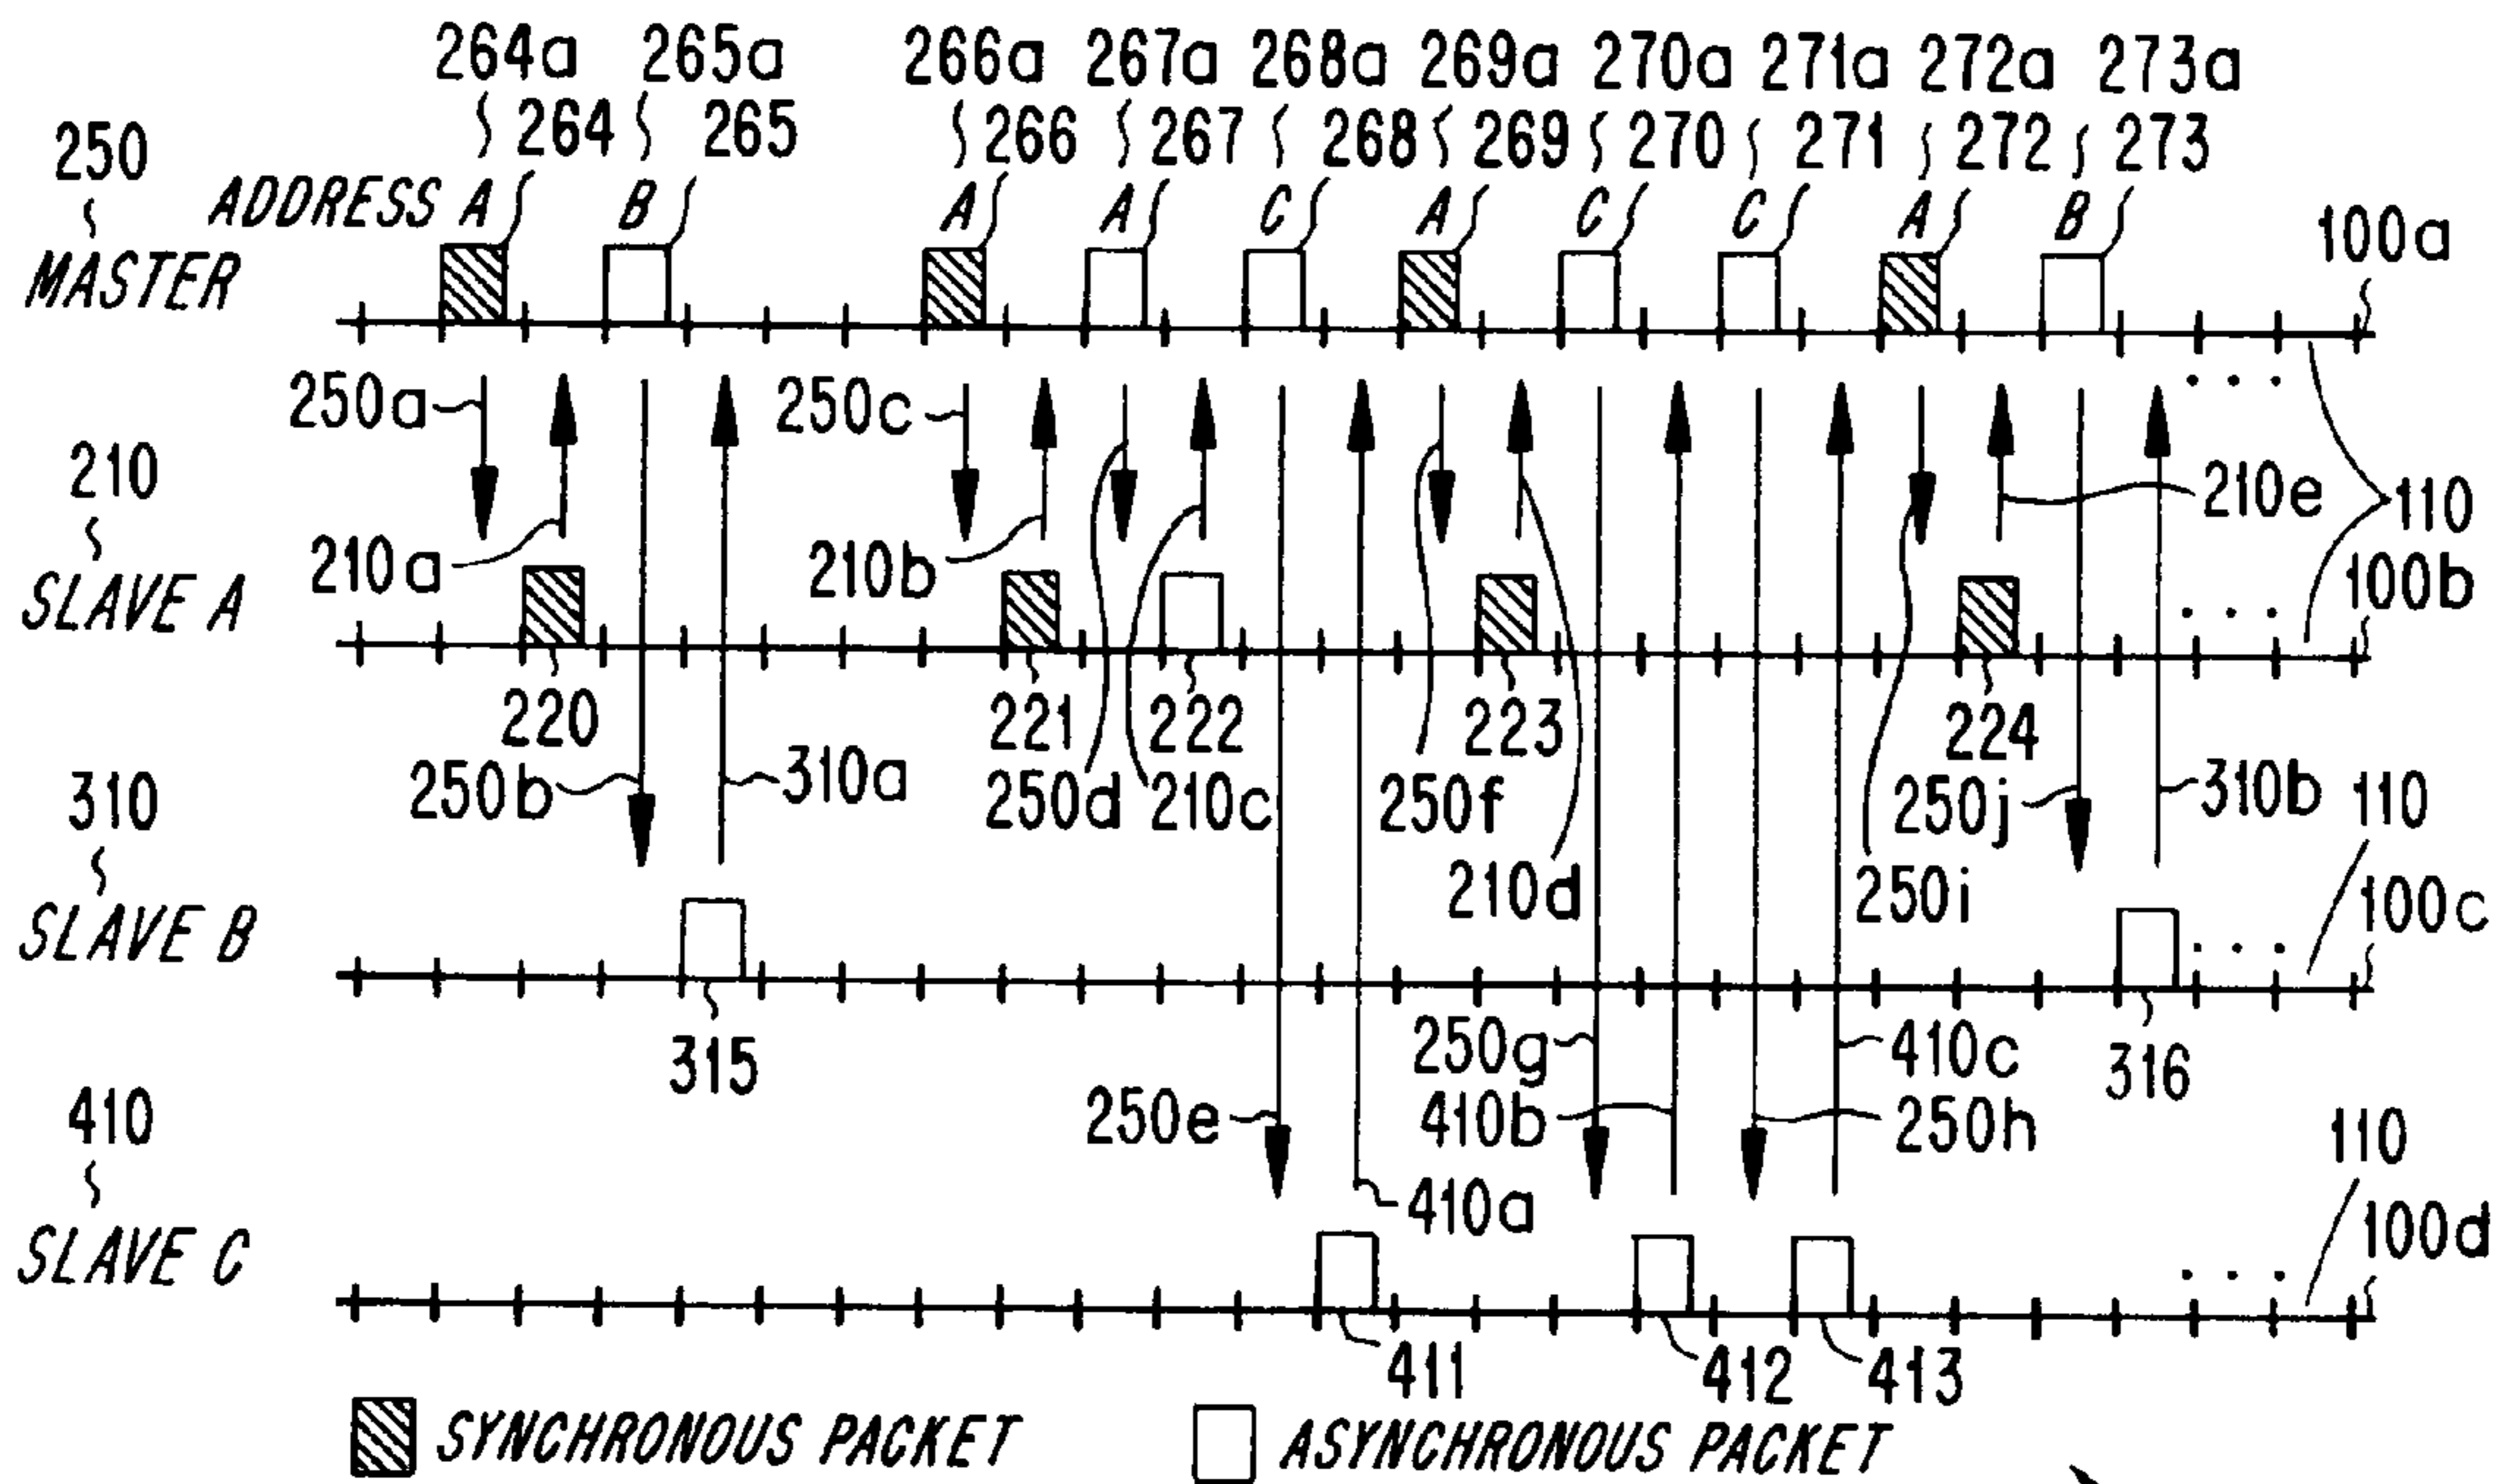 264a 265a 266a 267a 268a 269a 270a 271a 272a 273a
264 265 266 267 268 269 270 271 272 273
250
ADDRESS A B A A C A C C A B
MASTER
100a
250a 250c
210
210e
110
210a 210b
100b
SLAVE A
220 221 222 223 224
250b 310a 250d 210c 250f 250j 310b
310
110
210d 250i
100c
SLAVE B
315 250g 410c 316
410
250e 410b 250h
110
410a
100d
SLAVE C
411 412 413
SYNCHRONOUS PACKET ASYNCHRONOUS PACKET